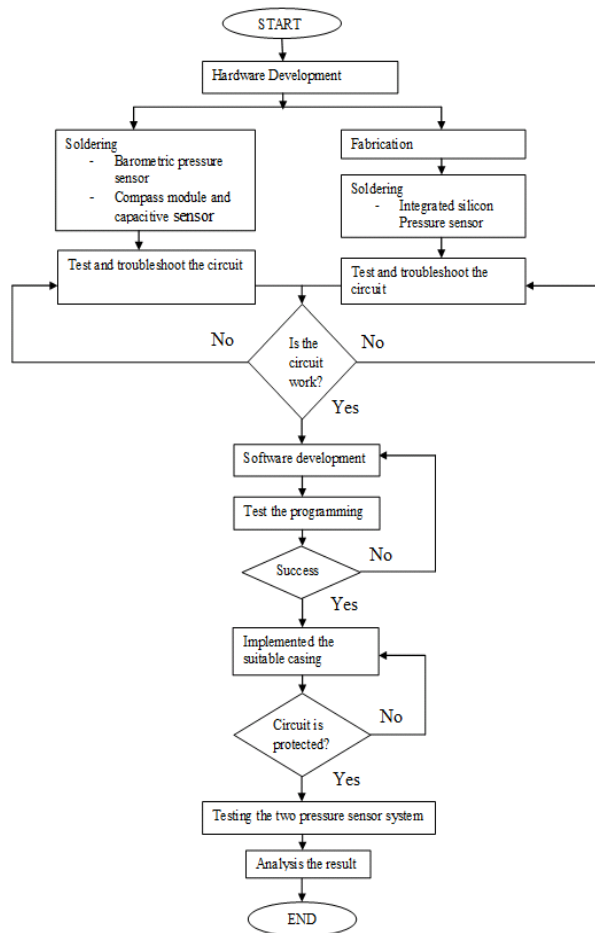 START
Hardware Development
Soldering
- Barometric pressure
sensor
- Compass module and
capacitive sensor
Fabrication
Soldering
- Integrated silicon
Pressure sensor
Test and troubleshoot the circuit
Test and troubleshoot the
circuit
No
Is the
circuit
work?
No
Yes
Software development
Test the programming
Success
No
Yes
Implemented the
suitable casing
Circuit is
protected?
No
Yes
Testing the two pressure sensor system
Analysis the result
END